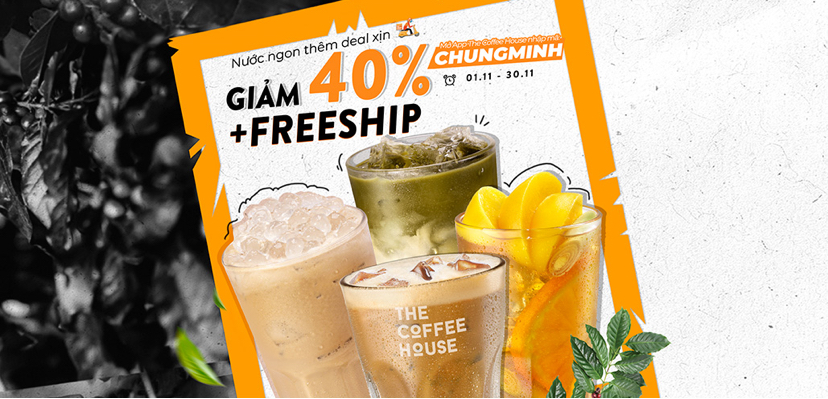 Nước ngon thêm deal xịn
Mở App The Coffee House nhập mã:
CHUNGMINH
GIẢM 40%
01.11 - 30.11
+FREESHIP
THE
COFFEE
HOUSE